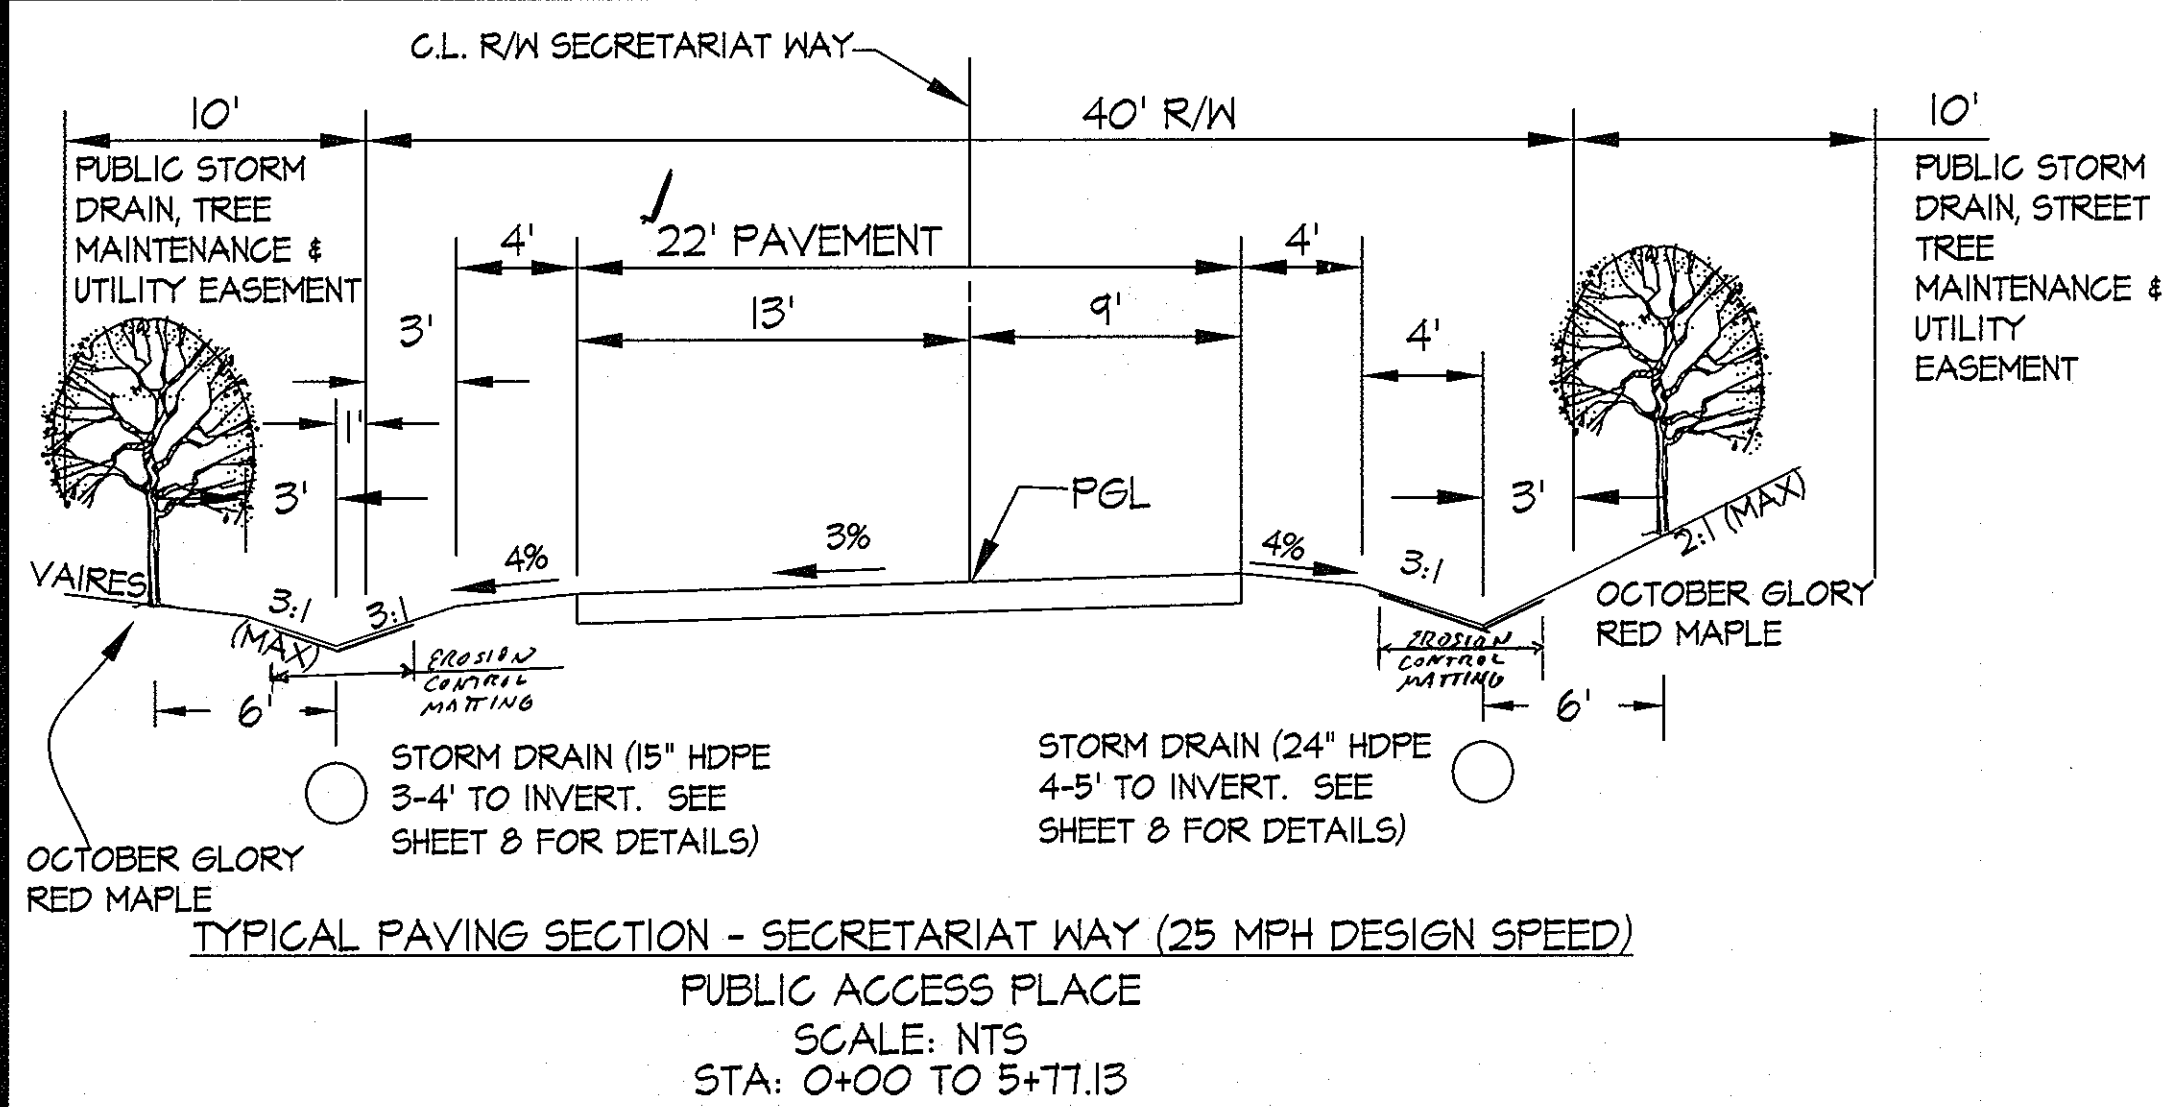 C.L. R/W SECRETARIAT WAY
10'
40' R/W
10'
PUBLIC STORM
DRAIN, TREE
MAINTENANCE &
UTILITY EASEMENT
PUBLIC STORM
DRAIN, STREET
TREE
MAINTENANCE &
UTILITY
EASEMENT
4'
22' PAVEMENT
4'
3'
13'
9'
4'
1'
3'
PGL
3'
4%
3%
4%
3:1
2:1 (MAX)
VAIRES
3:1
(MAX)
3:1
OCTOBER GLORY
RED MAPLE
EROSION
CONTROL
MATTING
EROSION
CONTROL
MATTING
6'
6'
STORM DRAIN (15" HDPE
3-4' TO INVERT. SEE
SHEET 8 FOR DETAILS)
STORM DRAIN (24" HDPE
4-5' TO INVERT. SEE
SHEET 8 FOR DETAILS)
OCTOBER GLORY
RED MAPLE
TYPICAL PAVING SECTION - SECRETARIAT WAY (25 MPH DESIGN SPEED)
PUBLIC ACCESS PLACE
SCALE: NTS
STA: 0+00 TO 5+77.13